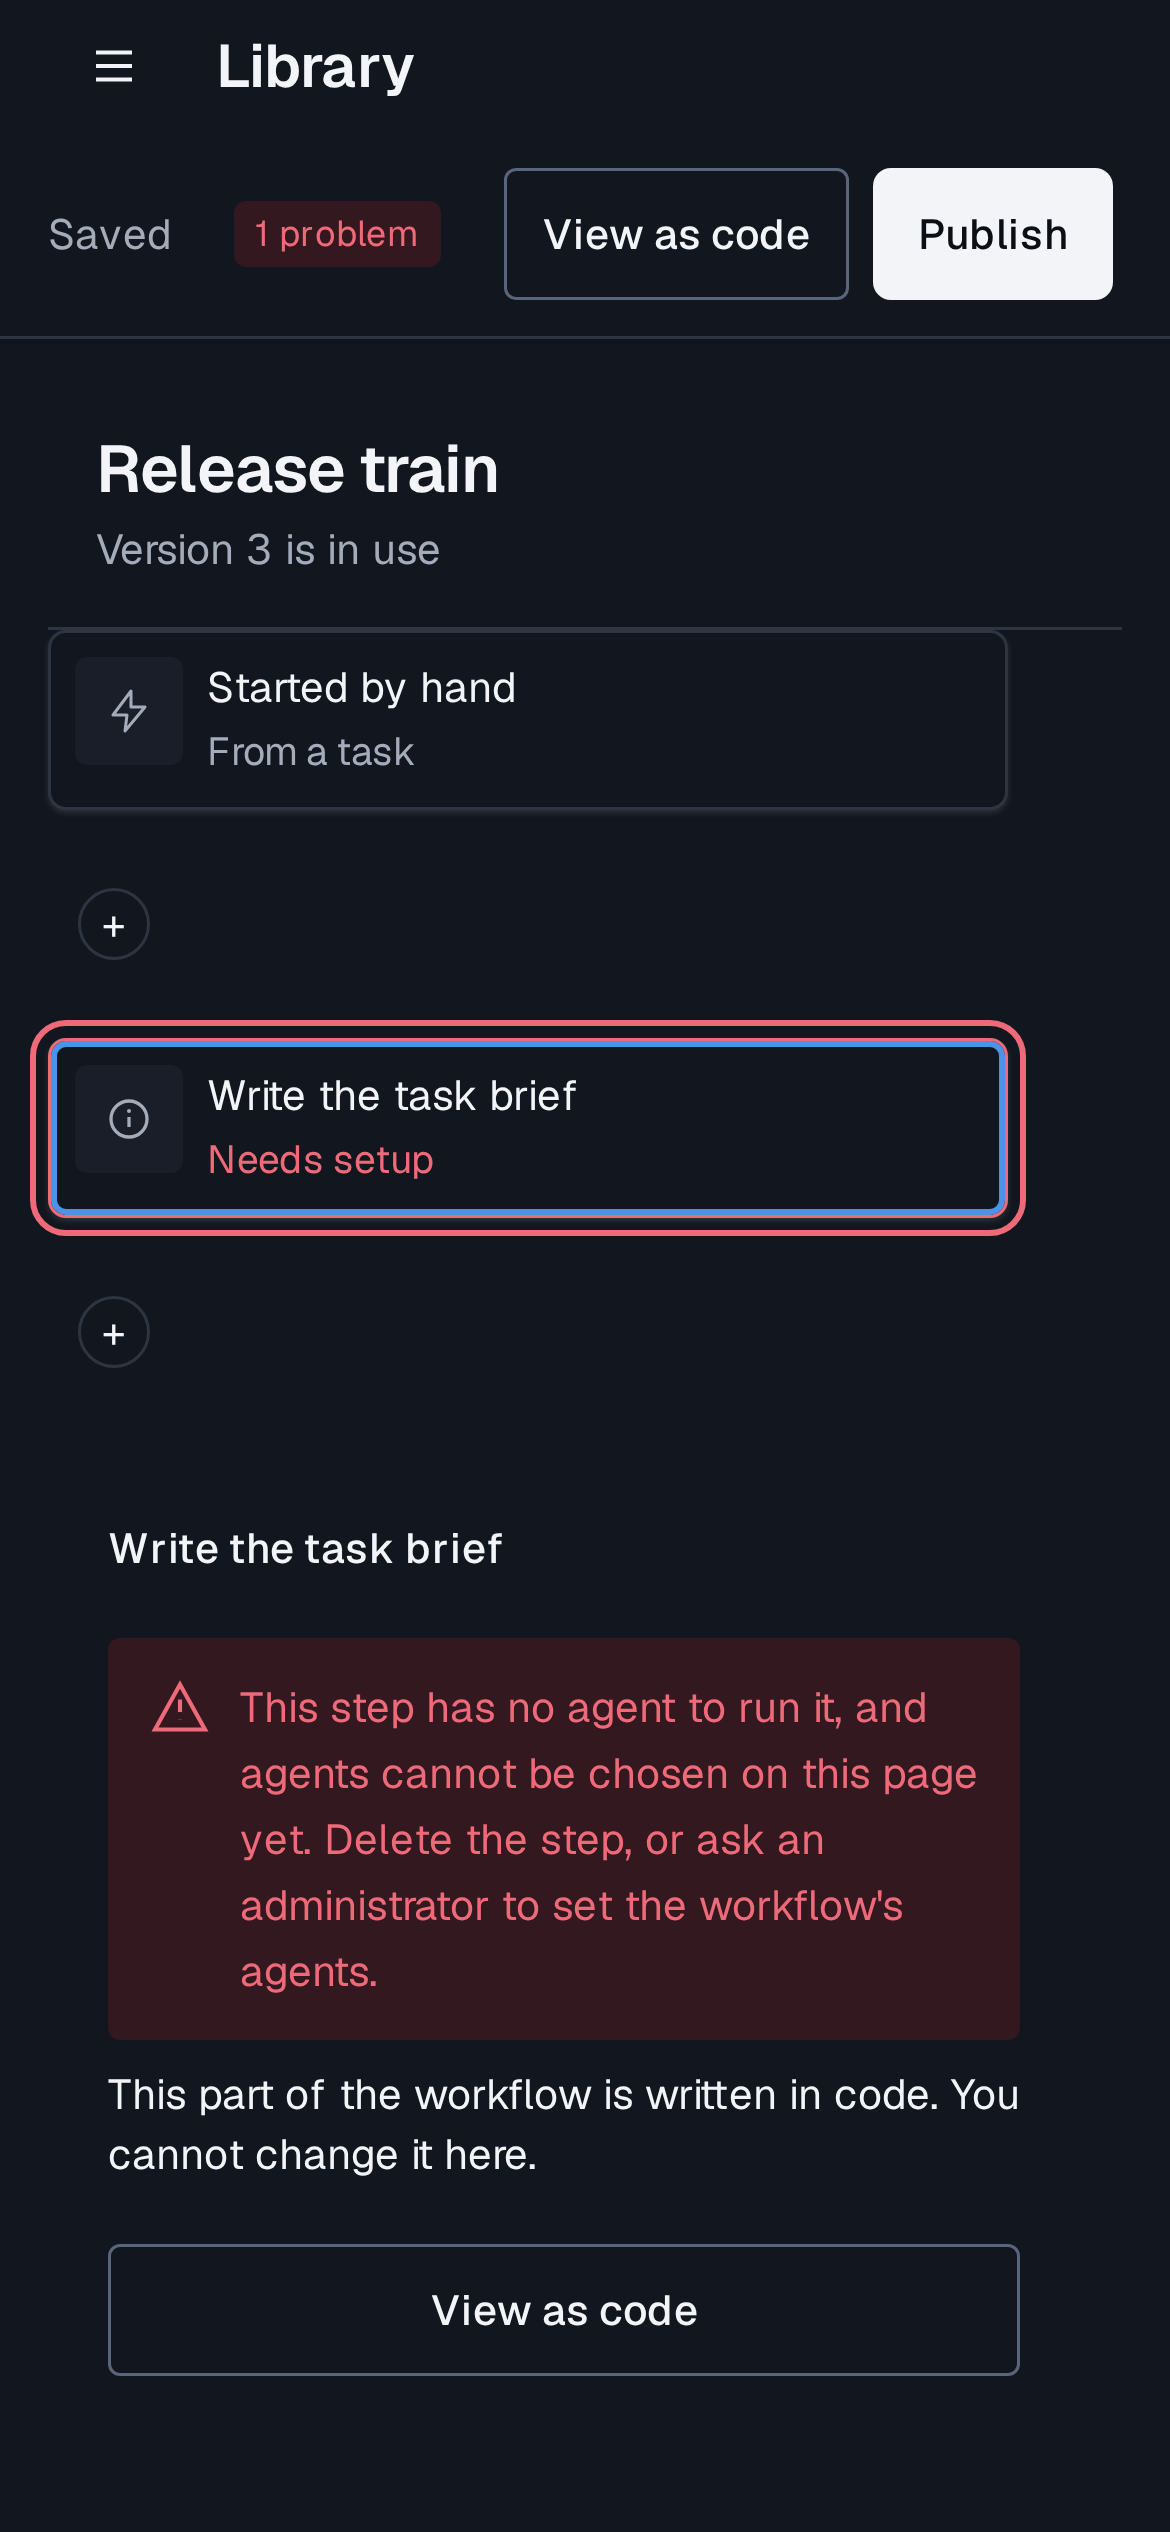 Library
Saved
1 problem
View as code
Publish
Release train
Version 3 is in use
Started by hand
From a task
+
Write the task brief
Needs setup
+
Write the task brief
This step has no agent to run it, and
agents cannot be chosen on this page
yet. Delete the step, or ask an
administrator to set the workflow's
agents.
This part of the workflow is written in code. You
cannot change it here.
View as code